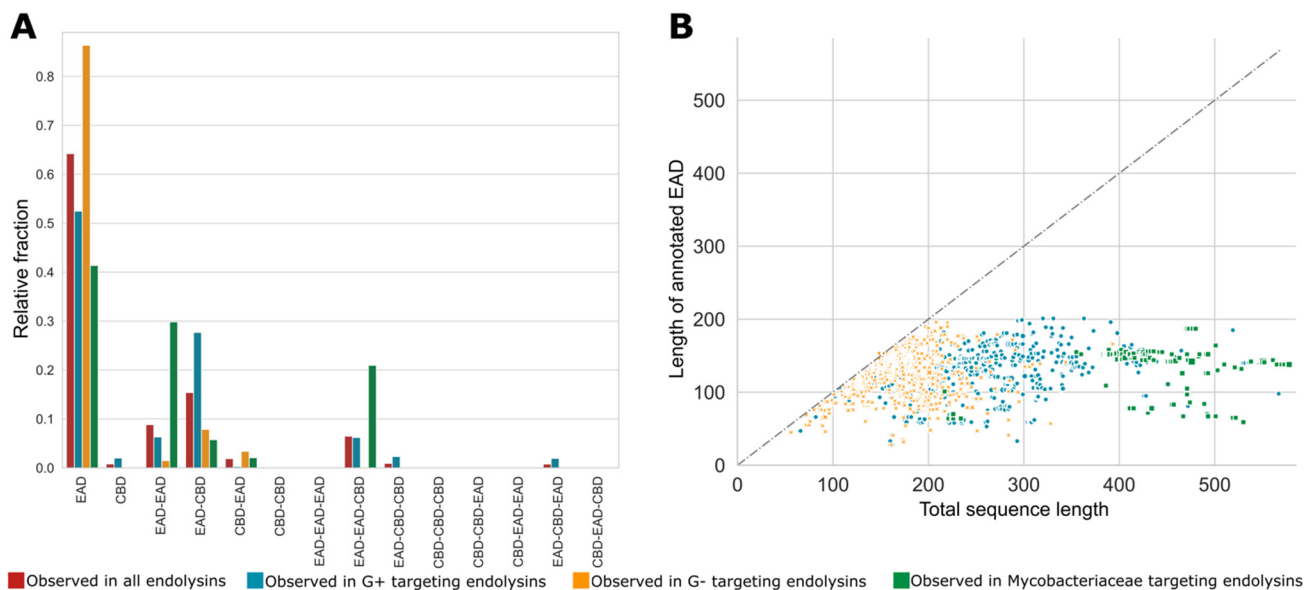 A
B
Relative fraction
0.8
0.7
0.6
0.5
0.4
0.3
0.2
0.1
0.0
EAD
CBD
EAD-EAD
EAD-CBD
CBD-EAD
CBD-CBD
EAD-EAD-EAD
EAD-EAD-CBD
EAD-CBD-CBD
CBD-CBD-CBD
CBD-CBD-EAD
CBD-EAD-EAD
EAD-CBD-EAD
CBD-EAD-CBD
Length of annotated EAD
500
400
300
200
100
0
0 100 200 300 400 500
Total sequence length
Observed in all endolysins
Observed in G+ targeting endolysins
Observed in G- targeting endolysins
Observed in Mycobacteriaceae targeting endolysins